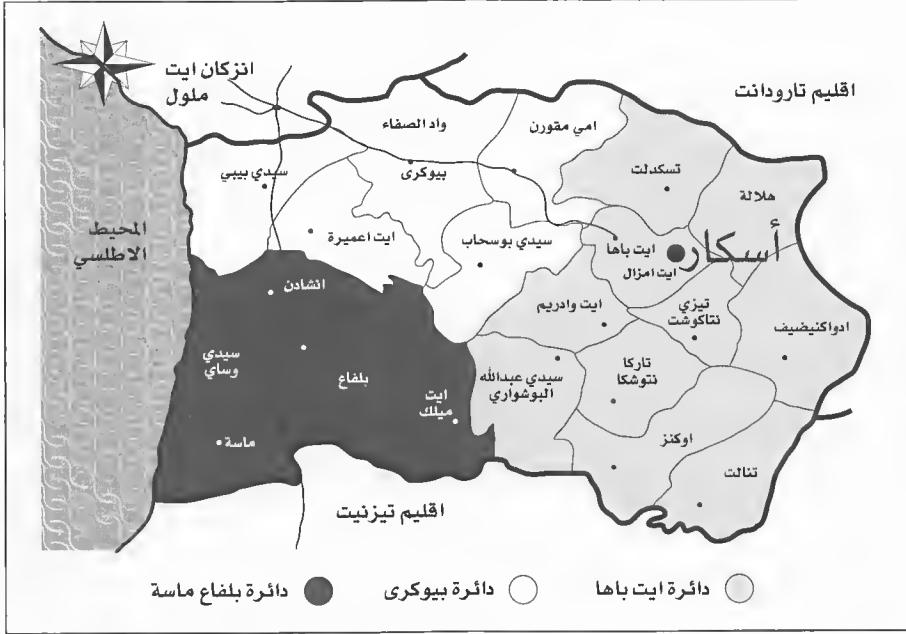 انزكان ايت
ملول
اقليم تارودانت
واد الصفاء
امي مقورن
تسكدلت
هلالة
سيدي بيبي
بيوكرى
المحيط
الاطلسي
ايت اعميرة
سيدي بوسحاب
ايت باها
ايت امزال
أسكار
انشادن
ايت وادريم
تيزي
نتاكوشت
ادواكنيضيف
سيدي
وساي
بلفاع
ايت
ميلك
سيدي عبدالله
البوشواري
تاركا
نتوشكا
ماسة
اوكنز
تنالت
اقليم تيزنيت
دائرة ايت باها
دائرة بيوكرى
دائرة بلفاع ماسة